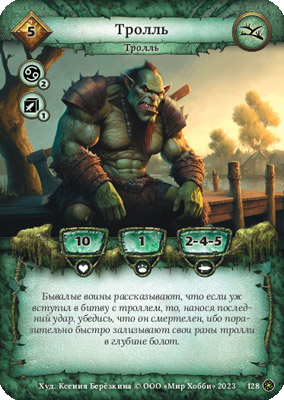 Тролль
5
Тролль
2
1
10
1
2-4-5
Бывалые воины рассказывают, что если уж
вступил в битву с троллем, то, нанося послед-
ний удар, убедись, что он смертелен, ибо пора-
зительно быстро зализывают свои раны тролли
в глубине болот.
Худ. Ксения Берёзкина © ООО «Мир Хобби» 2023
128